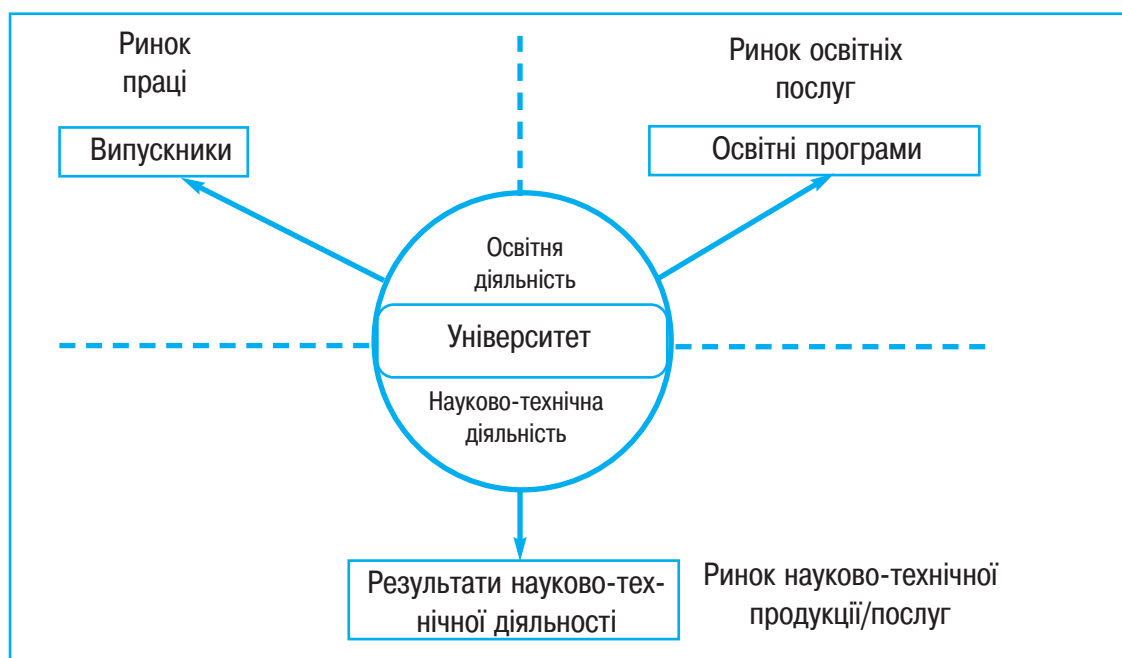 Ринок
праці
Ринок освітніх
послуг
Випускники
Освітні програми
Освітня
діяльність
Університет
Науково-технічна
діяльність
Результати науково-тех-
нічної діяльності
Ринок науково-технічної
продукції/послуг